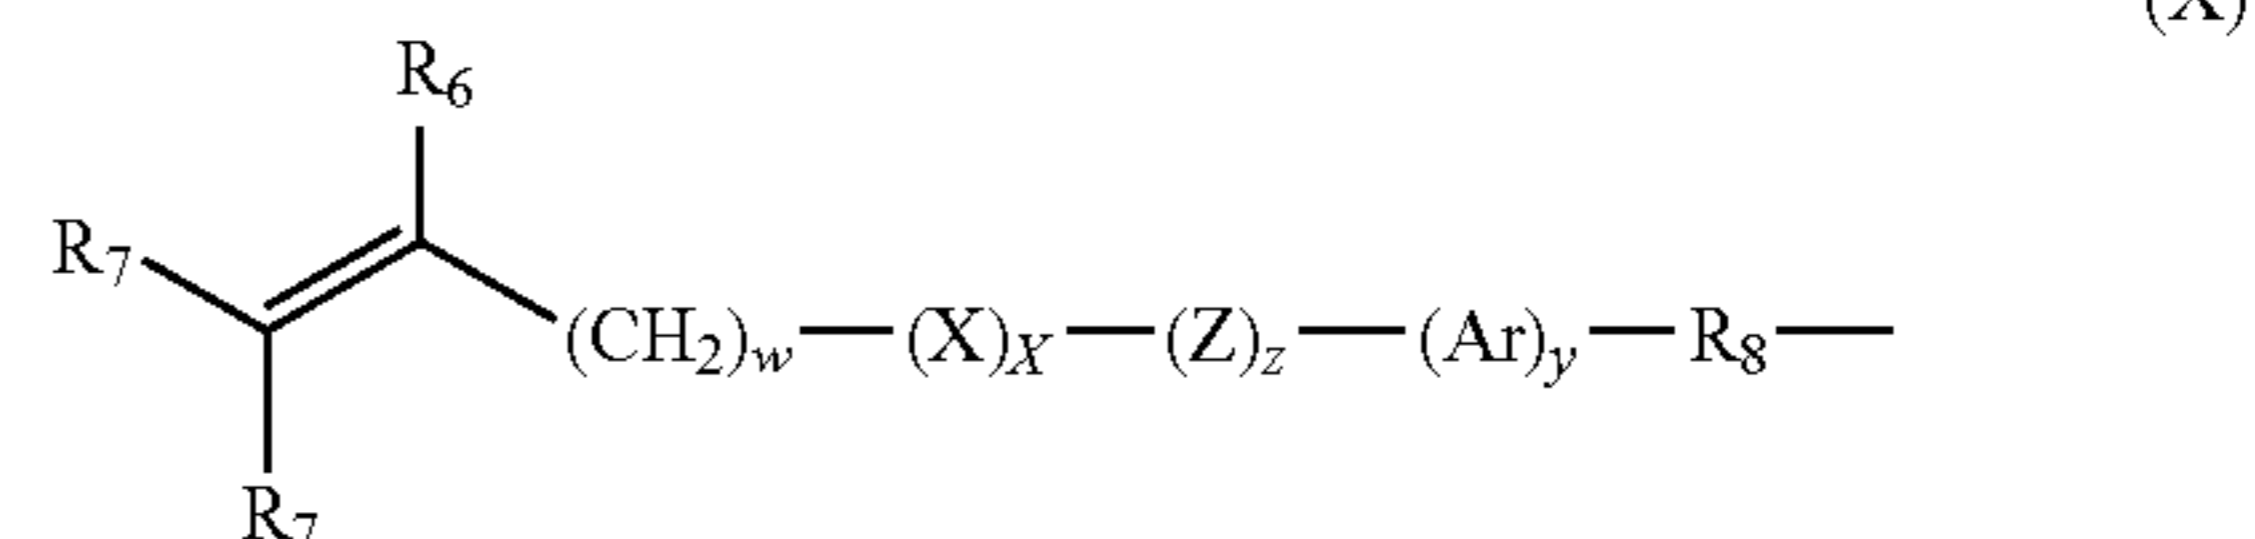 (X)
R6
R7
(CH2)w—(X)X—(Z)z—(Ar)y—R8—
R7